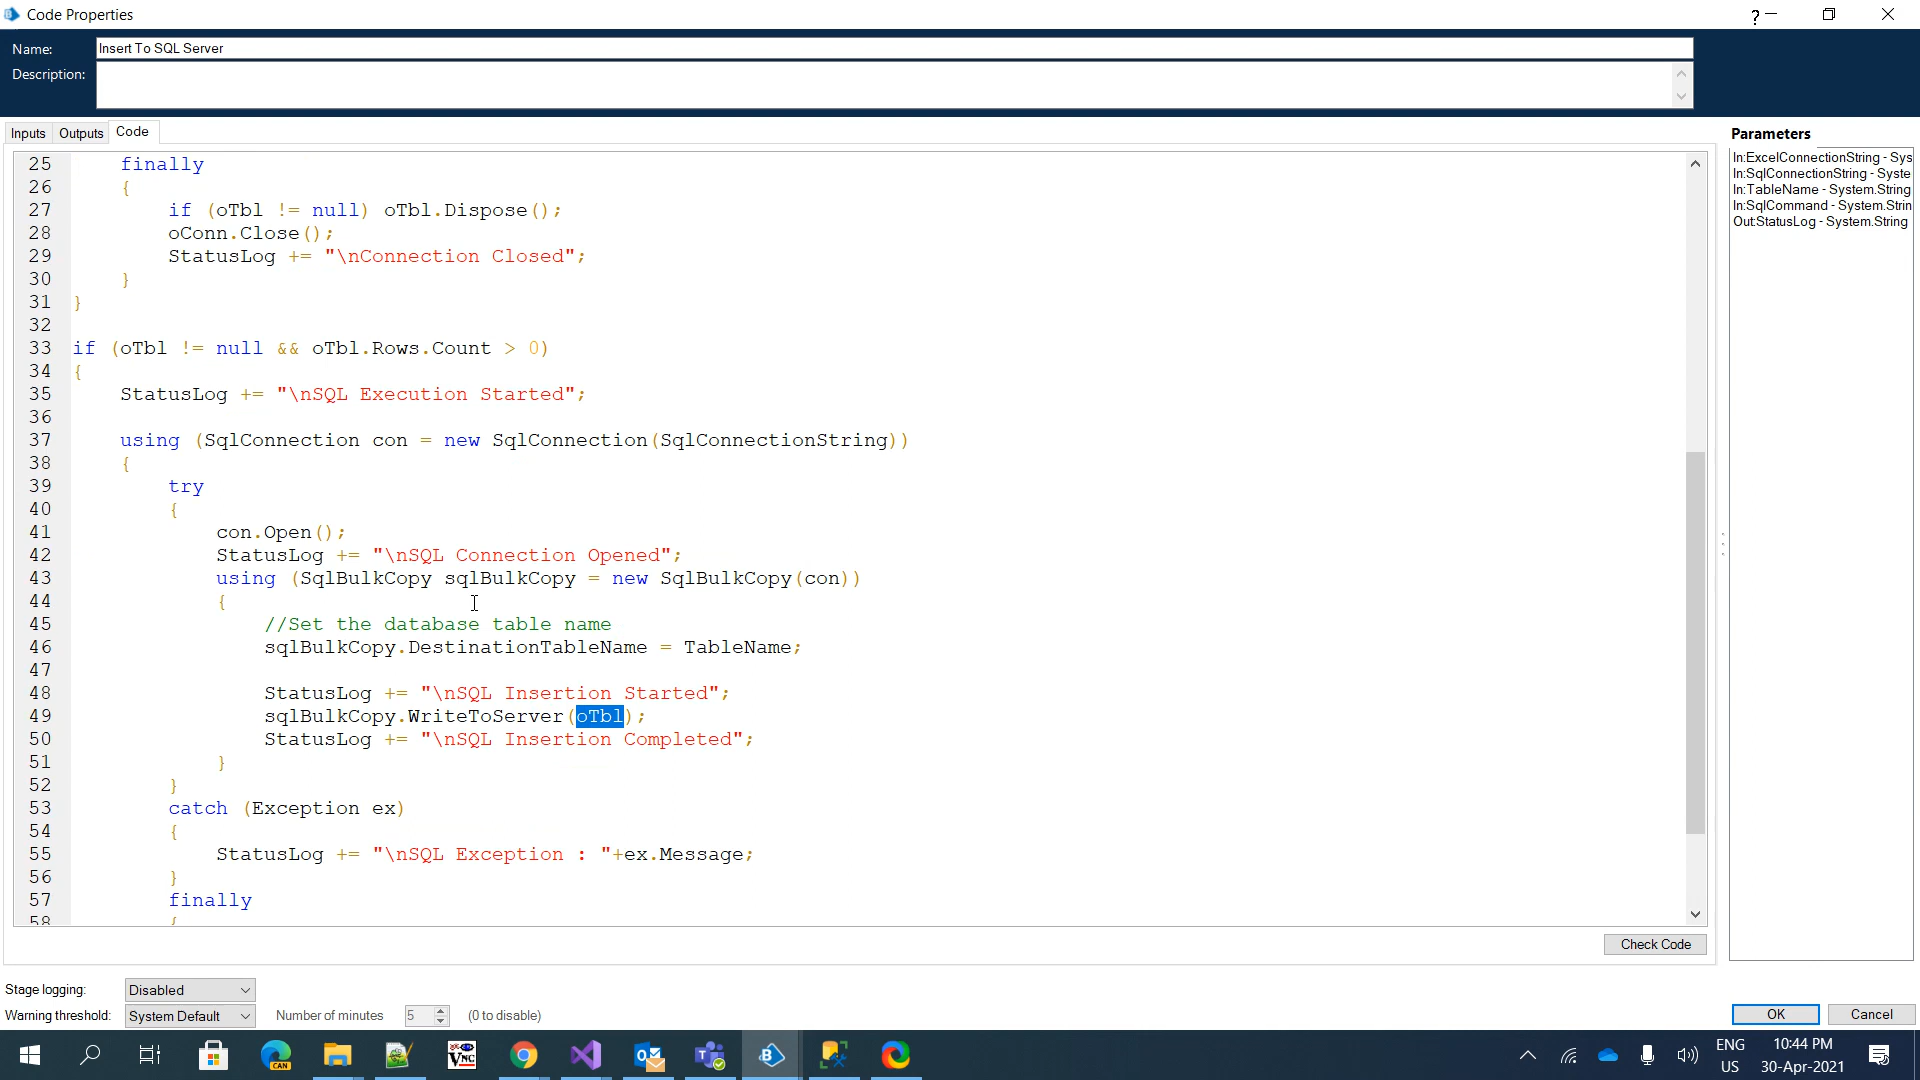 Code Properties
?
Name:
Insert To SQL Server
Description:
Inputs
Outputs
Code
25 finally
26 {
27 if (oTbl != null) oTbl.Dispose();
28 oConn.Close();
29 StatusLog += "\nConnection Closed";
30 }
31 }
32
33 if (oTbl != null && oTbl.Rows.Count > 0)
34 {
35 StatusLog += "\nSQL Execution Started";
36
37 using (SqlConnection con = new SqlConnection(SqlConnectionString))
38 {
39 try
40 {
41 con.Open();
42 StatusLog += "\nSQL Connection Opened";
43 using (SqlBulkCopy sqlBulkCopy = new SqlBulkCopy(con))
44 {
45 //Set the database table name
46 sqlBulkCopy.DestinationTableName = TableName;
47
48 StatusLog += "\nSQL Insertion Started";
49 sqlBulkCopy.WriteToServer(oTbl);
50 StatusLog += "\nSQL Insertion Completed";
51 }
52 }
53 catch (Exception ex)
54 {
55 StatusLog += "\nSQL Exception : "+ex.Message;
56 }
57 finally
58 {
Check Code
Parameters
In:ExcelConnectionString - Sys
In:SqlConnectionString - Syste
In:TableName - System.String
In:SqlCommand - System.Strin
Out:StatusLog - System.String
Stage logging:
Disabled
Warning threshold:
System Default
Number of minutes
5
(0 to disable)
OK
Cancel
CAN
VNC
ENG
US
10:44 PM
30-Apr-2021